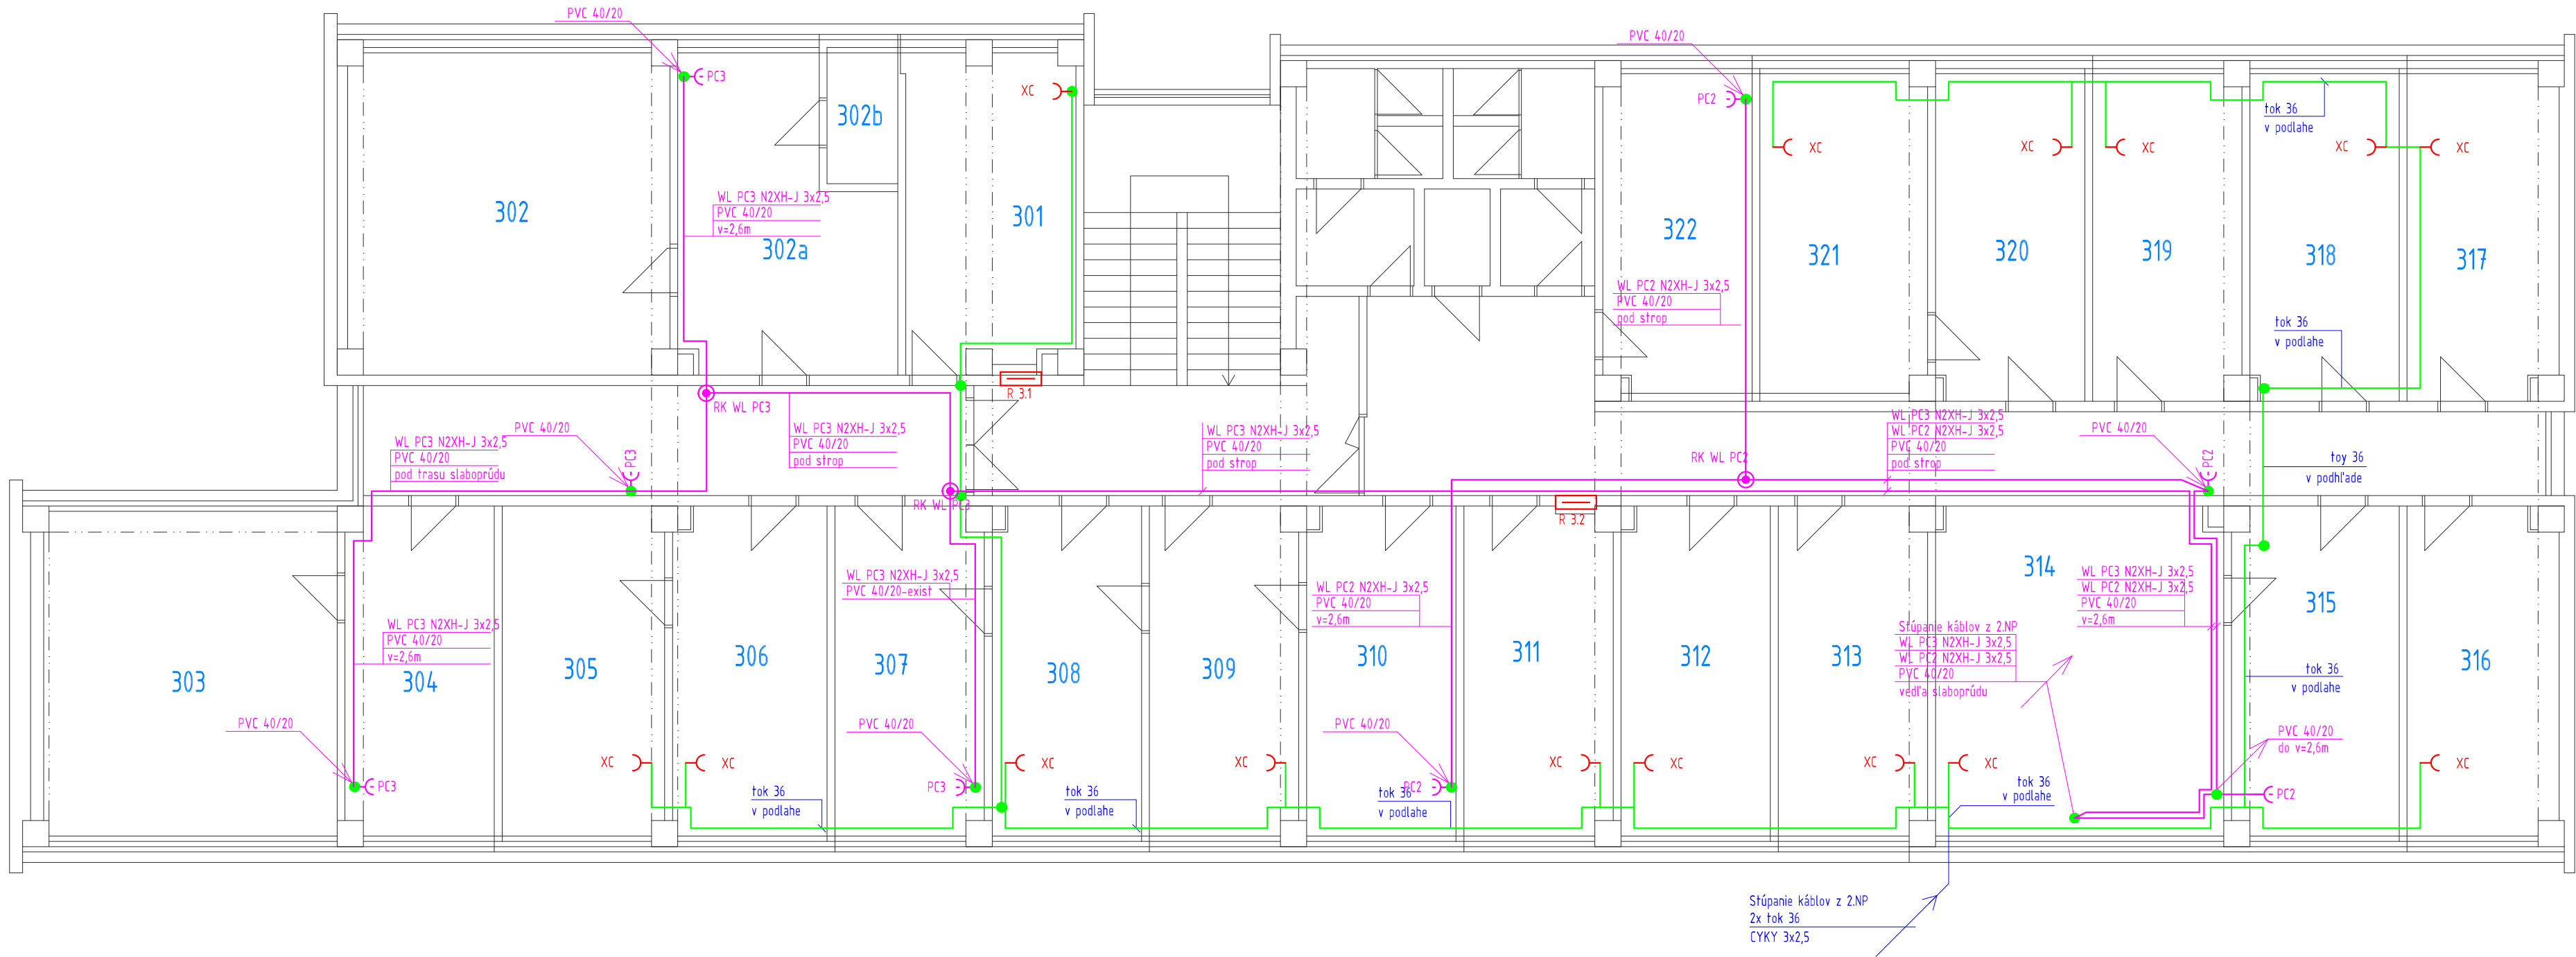 PVC 40/20
PC3
302b
XC
302
WL PC3 N2XH-J 3x2,5
PVC 40/20
v=2,6m
302a
301
R 3.1
PVC 40/20
PC2
XC
XC
XC
XC
XC
tok 36
v podlahe
322
321
320
319
318
317
WL PC2 N2XH-J 3x2,5
PVC 40/20
pod strop
tok 36
v podlahe
RK WL PC3
PVC 40/20
PC3
WL PC3 N2XH-J 3x2,5
PVC 40/20
pod trasu slaboprúdu
WL PC3 N2XH-J 3x2,5
PVC 40/20
pod strop
RK WL PC3
WL PC3 N2XH-J 3x2,5
PVC 40/20
pod strop
RK WL PC2
WL PC3 N2XH-J 3x2,5
WL PC2 N2XH-J 3x2,5
PVC 40/20
pod strop
PVC 40/20
PC2
toy 36
v podhľade
R 3.2
303
WL PC3 N2XH-J 3x2,5
PVC 40/20
v=2,6m
304
305
306
WL PC3 N2XH-J 3x2,5
PVC 40/20-exist
307
308
309
WL PC2 N2XH-J 3x2,5
PVC 40/20
v=2,6m
310
311
312
313
314
WL PC3 N2XH-J 3x2,5
WL PC2 N2XH-J 3x2,5
PVC 40/20
v=2,6m
315
316
Stúpanie káblov z 2.NP
WL PC3 N2XH-J 3x2,5
WL PC2 N2XH-J 3x2,5
PVC 40/20
vedľa slaboprúdu
tok 36
v podlahe
PVC 40/20
PC3
XC
XC
tok 36
v podlahe
PVC 40/20
PC3
XC
tok 36
v podlahe
XC
PVC 40/20
PC2
tok 36
v podlahe
XC
XC
XC
XC
tok 36
v podlahe
PVC 40/20
do v=2,6m
PC2
XC
Stúpanie káblov z 2.NP
2x tok 36
CYKY 3x2,5